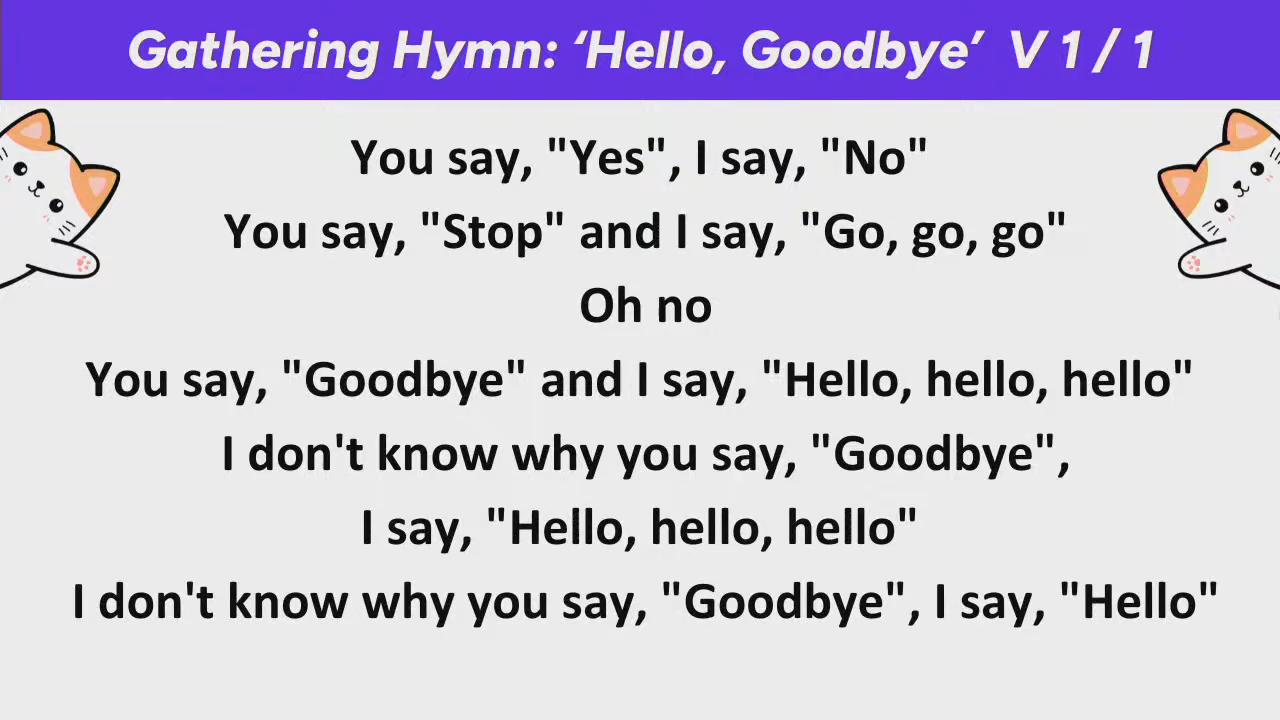 Gathering Hymn: ‘Hello, Goodbye’ V 1 / 1
You say, "Yes", I say, "No"
You say, "Stop" and I say, "Go, go, go"
Oh no
You say, "Goodbye" and I say, "Hello, hello, hello"
I don't know why you say, "Goodbye",
I say, "Hello, hello, hello"
I don't know why you say, "Goodbye", I say, "Hello"